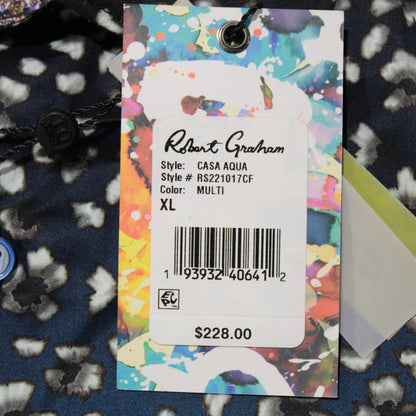 Robert Graham
Style: CASA AQUA
Style # RS221017CF
Color: MULTI
XL
1 93932 40641 2
$228.00